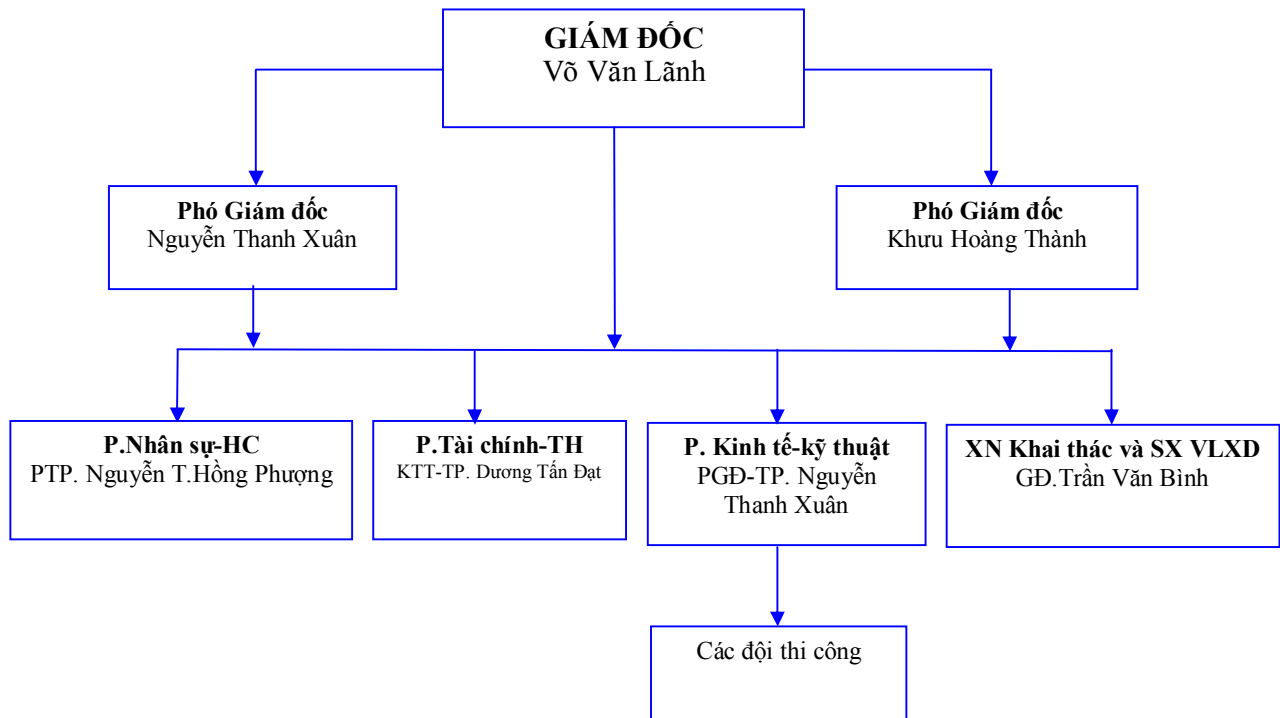 GIÁM ĐỐC
Võ Văn Lãnh
Phó Giám đốc
Nguyễn Thanh Xuân
Phó Giám đốc
Khưu Hoàng Thành
P.Nhân sự-HC
PTP. Nguyễn T.Hồng Phượng
P.Tài chính-TH
KTT-TP. Dương Tấn Đạt
P. Kinh tế-kỹ thuật
PGĐ-TP. Nguyễn
Thanh Xuân
XN Khai thác và SX VLXD
GĐ.Trần Văn Bình
Các đội thi công